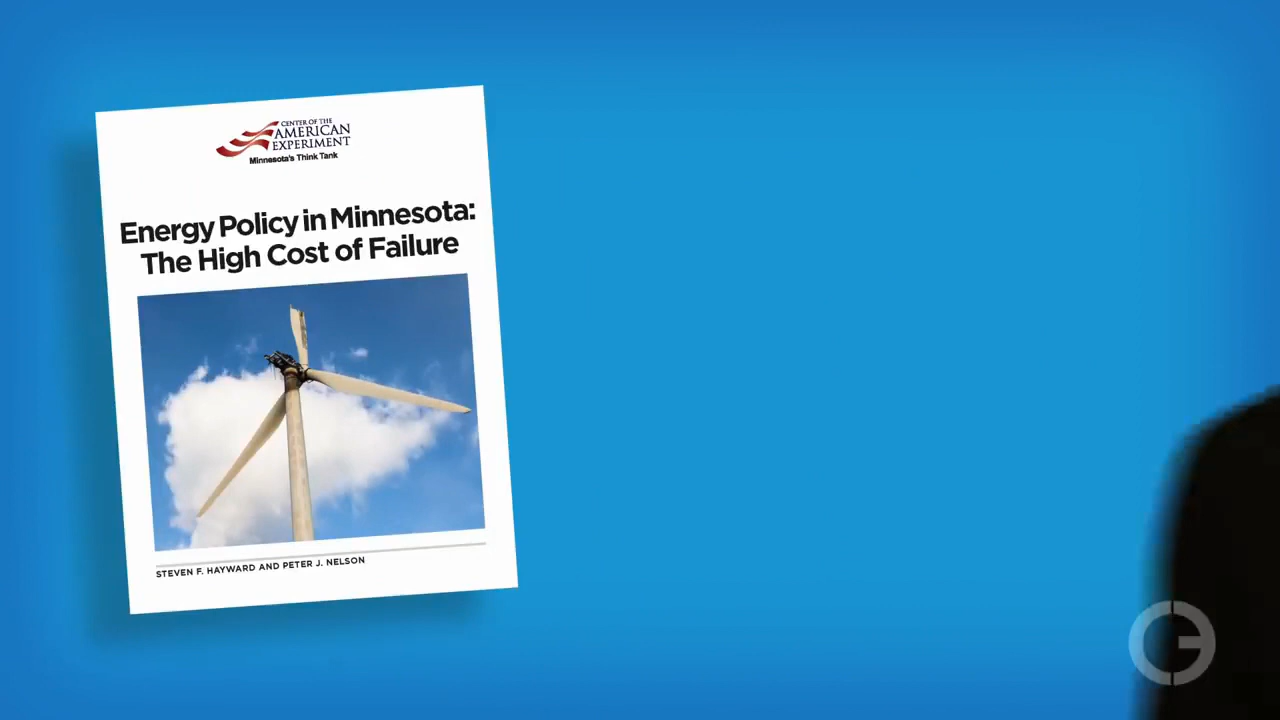 CENTER OF THE
AMERICAN
EXPERIMENT
Minnesota's Think Tank
Energy Policy in Minnesota:
The High Cost of Failure
STEVEN F. HAYWARD AND PETER J. NELSON